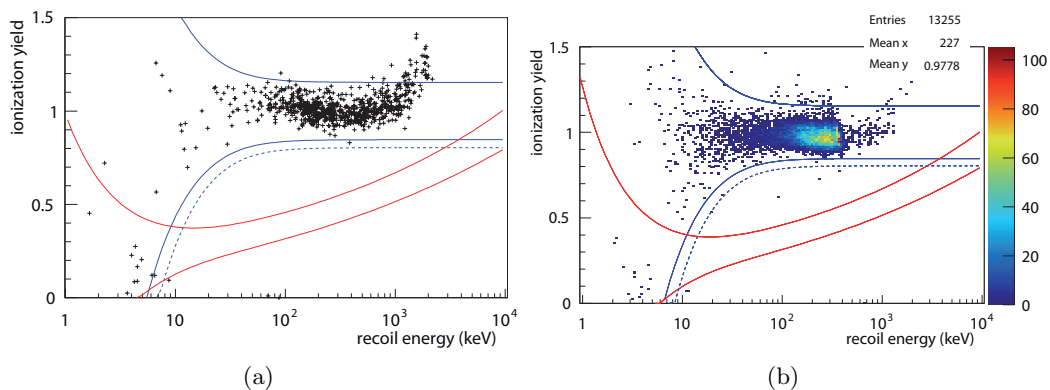 1.5
1
0.5
0
ionization yield
1
10
10²
10³
10⁴
recoil energy (keV)
(a)
Entries 13255
Mean x 227
Mean y 0.9778
1.5
1
0.5
0
ionization yield
1
10
10²
10³
10⁴
recoil energy (keV)
100
80
60
40
20
0
(b)